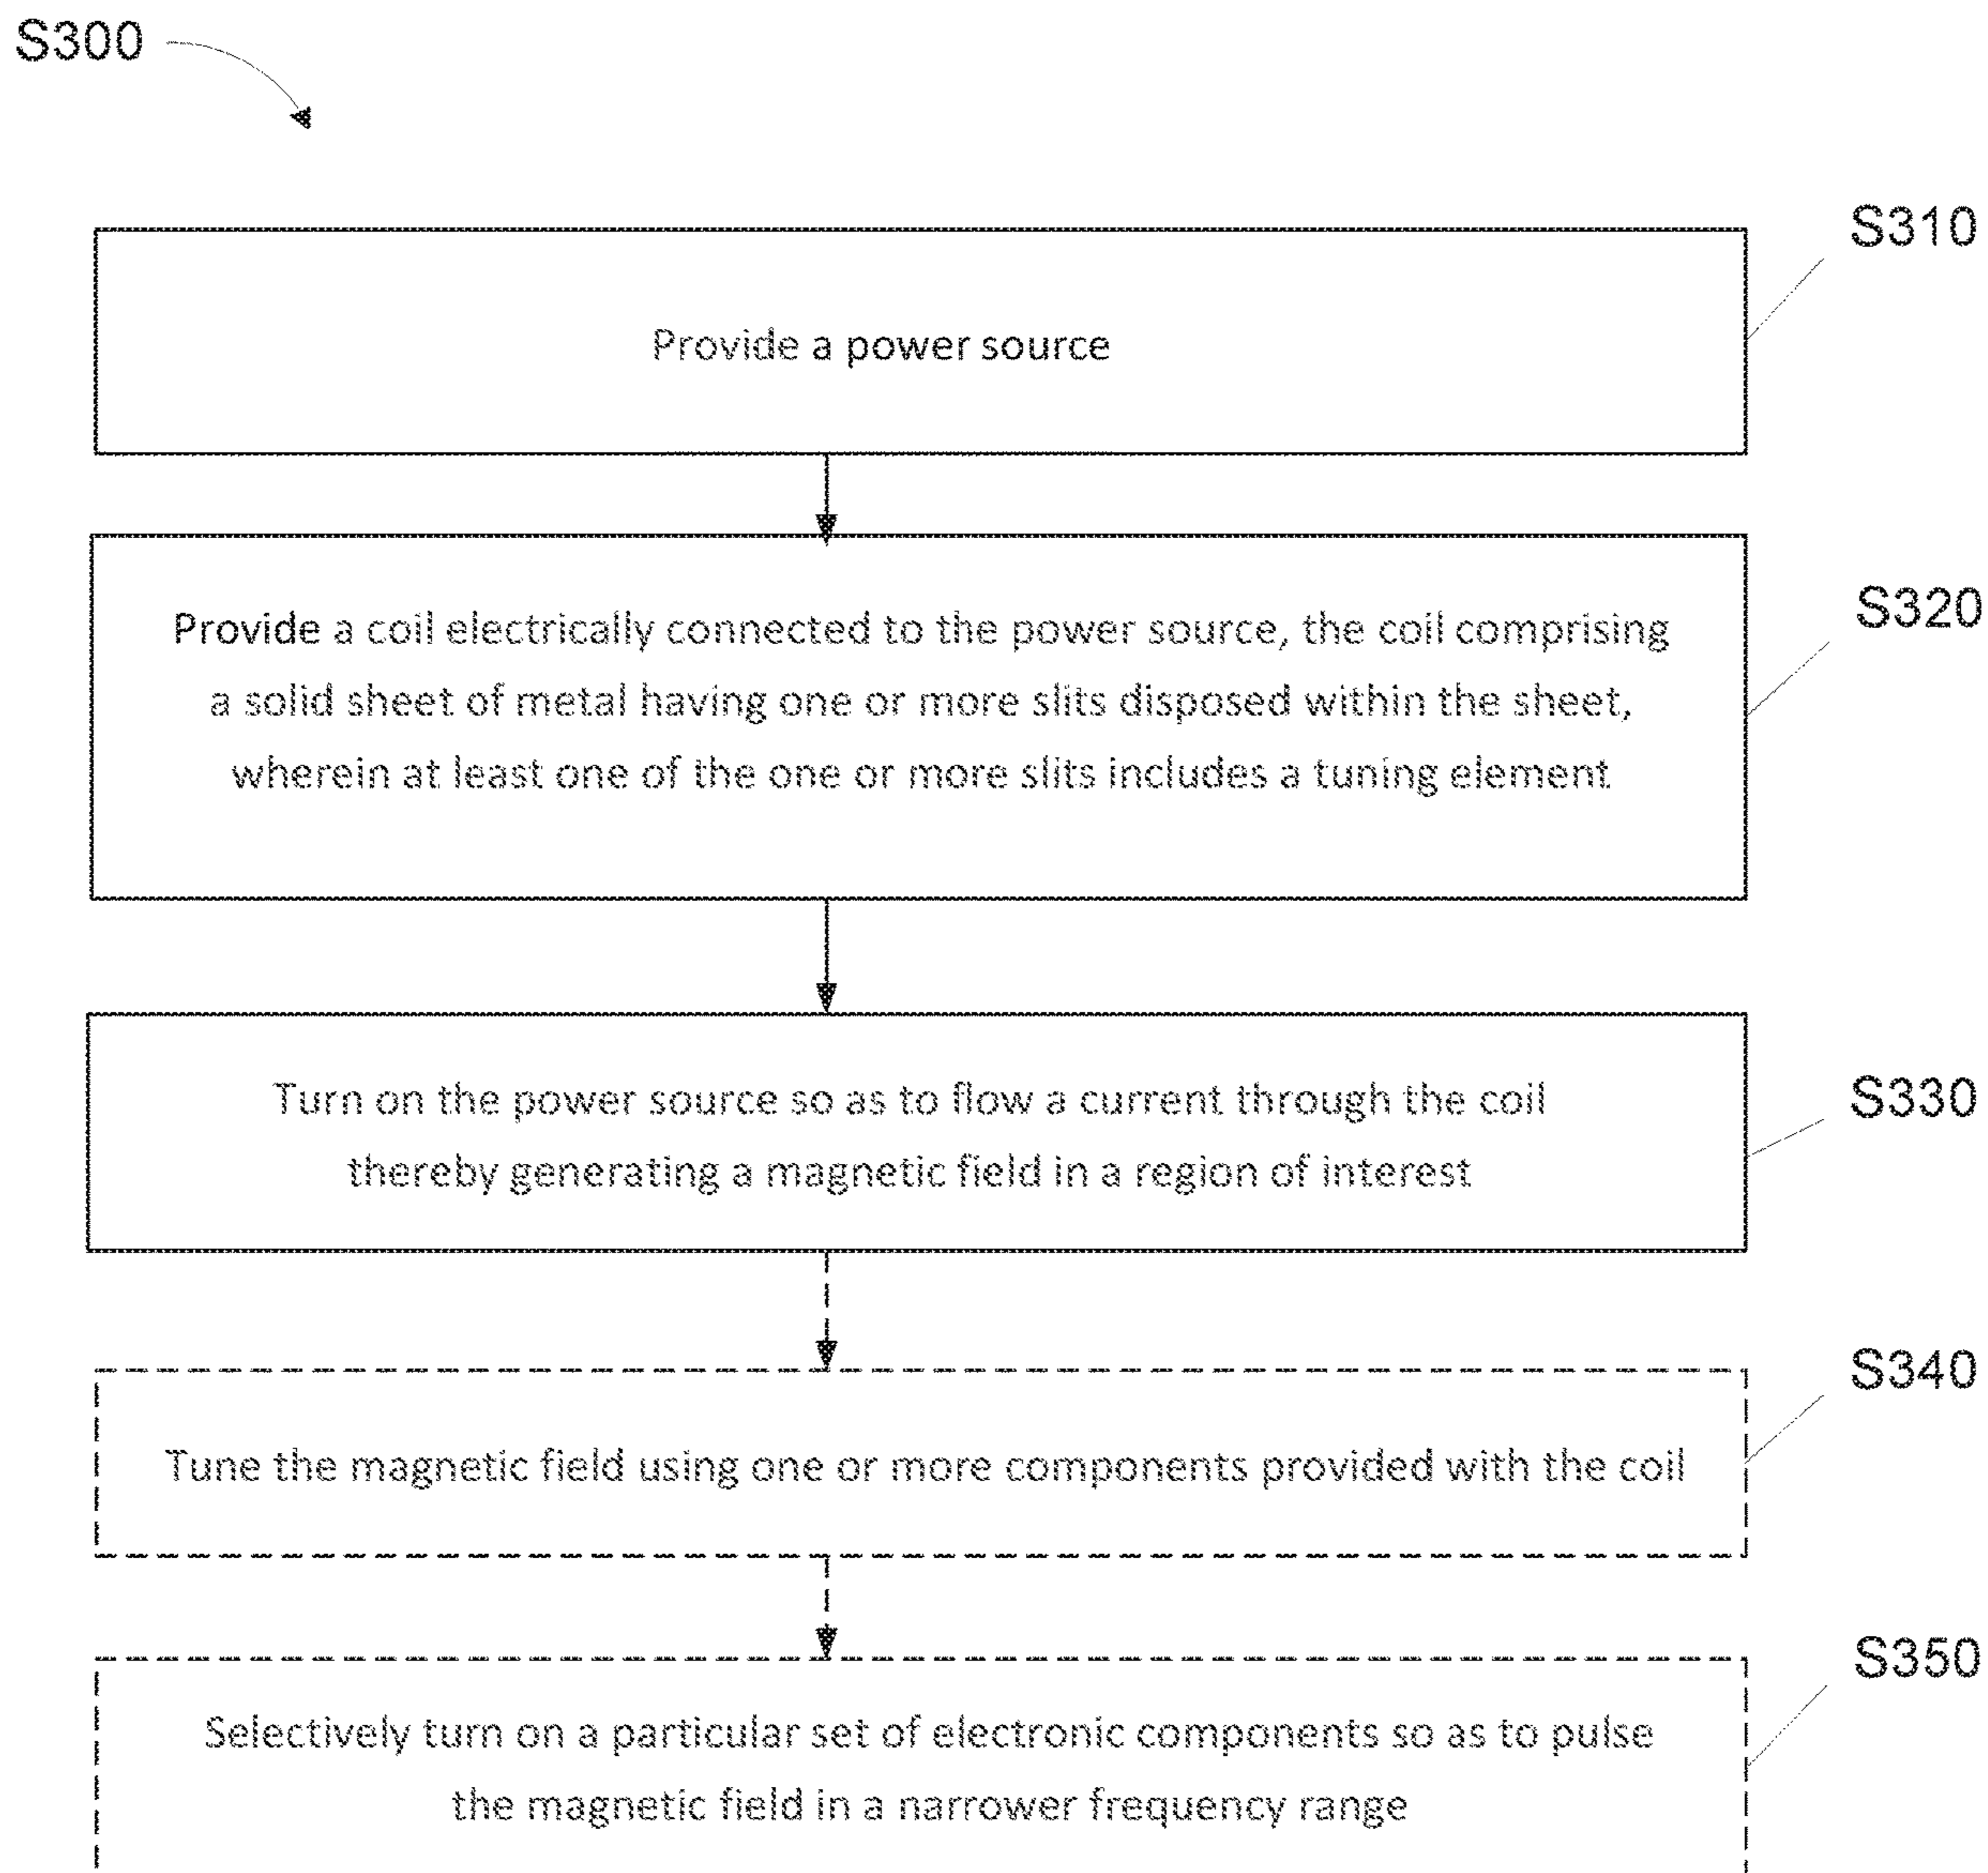 S300
S310
Provide a power source
S320
Provide a coil electrically connected to the power source, the coil comprising
a solid sheet of metal having one or more slits disposed within the sheet,
wherein at least one of the one or more slits includes a tuning element
S330
Turn on the power source so as to flow a current through the coil
thereby generating a magnetic field in a region of interest
S340
Tune the magnetic field using one or more components provided with the coil
S350
Selectively turn on a particular set of electronic components so as to pulse
the magnetic field in a narrower frequency range